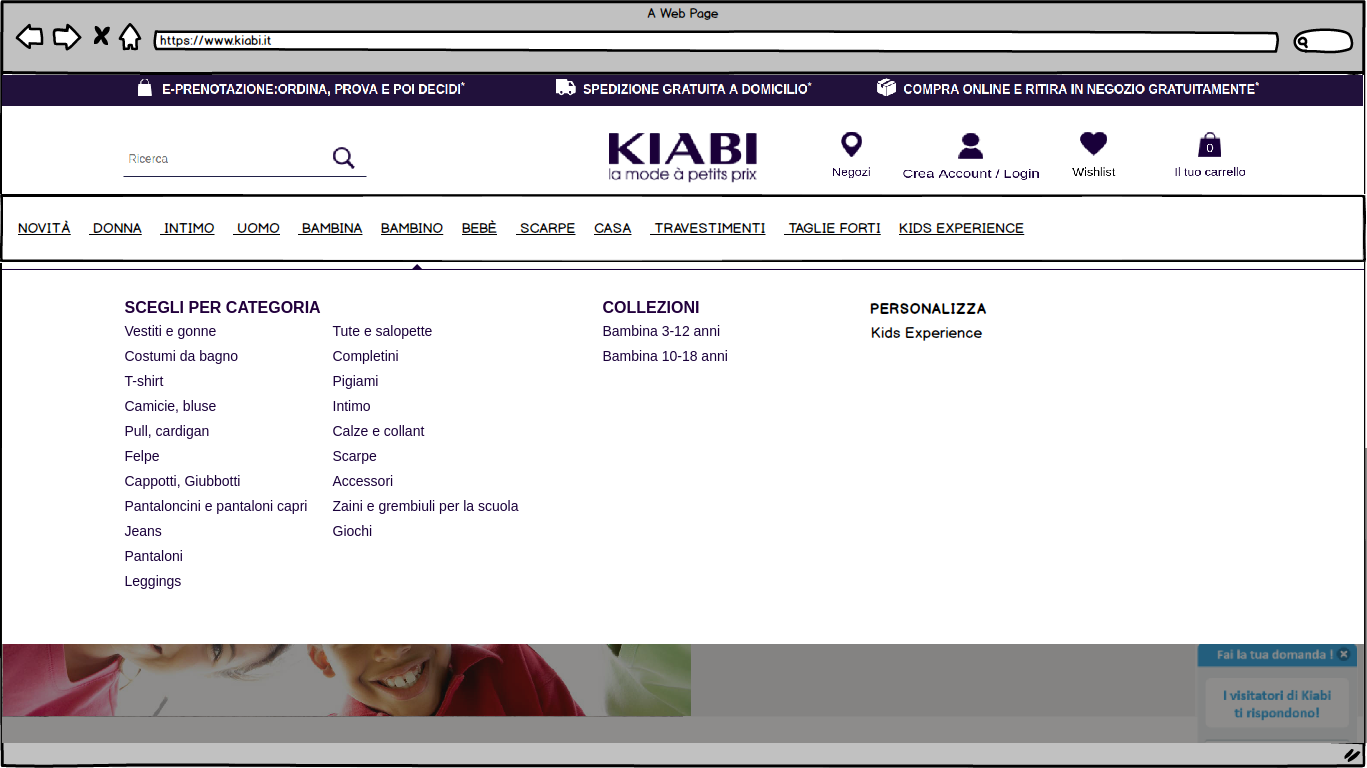 A Web Page
https://www.kiabi.it
E-PRENOTAZIONE:ORDINA, PROVA E POI DECIDI*
SPEDIZIONE GRATUITA A DOMICILIO*
COMPRA ONLINE E RITIRA IN NEGOZIO GRATUITAMENTE*
Ricerca
KIABI
la mode à petits prix
Negozi
Crea Account / Login
Wishlist
0
Il tuo carrello
NOVITÀ DONNA INTIMO UOMO BAMBINA BAMBINO BEBÈ SCARPE CASA TRAVESTIMENTI TAGLIE FORTI KIDS EXPERIENCE
SCEGLI PER CATEGORIA
Vestiti e gonne
Costumi da bagno
T-shirt
Camicie, bluse
Pull, cardigan
Felpe
Cappotti, Giubbotti
Pantaloncini e pantaloni capri
Jeans
Pantaloni
Leggings
Tute e salopette
Completini
Pigiami
Intimo
Calze e collant
Scarpe
Accessori
Zaini e grembiuli per la scuola
Giochi
COLLEZIONI
Bambina 3-12 anni
Bambina 10-18 anni
PERSONALIZZA
Kids Experience
Fai la tua domanda !
I visitatori di Kiabi
ti rispondono!